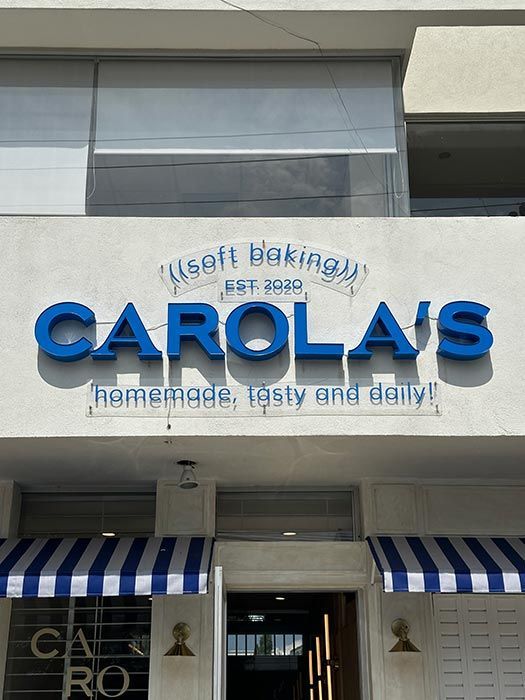 ((soft baking))
EST. 2020
CAROLA'S
homemade, tasty and daily!
CA
RO